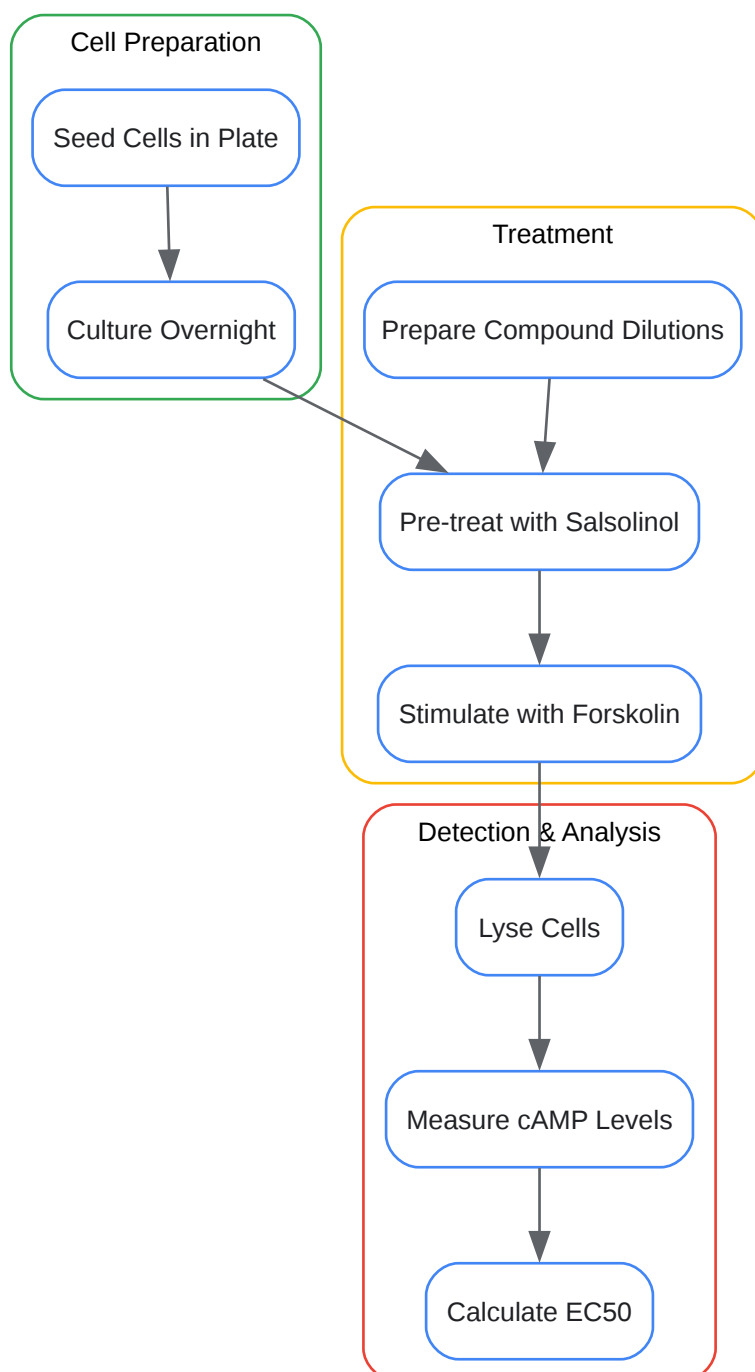 Cell Preparation
Seed Cells in Plate
Culture Overnight
Treatment
Prepare Compound Dilutions
Pre-treat with Salsolinol
Stimulate with Forskolin
Detection & Analysis
Lyse Cells
Measure cAMP Levels
Calculate EC50